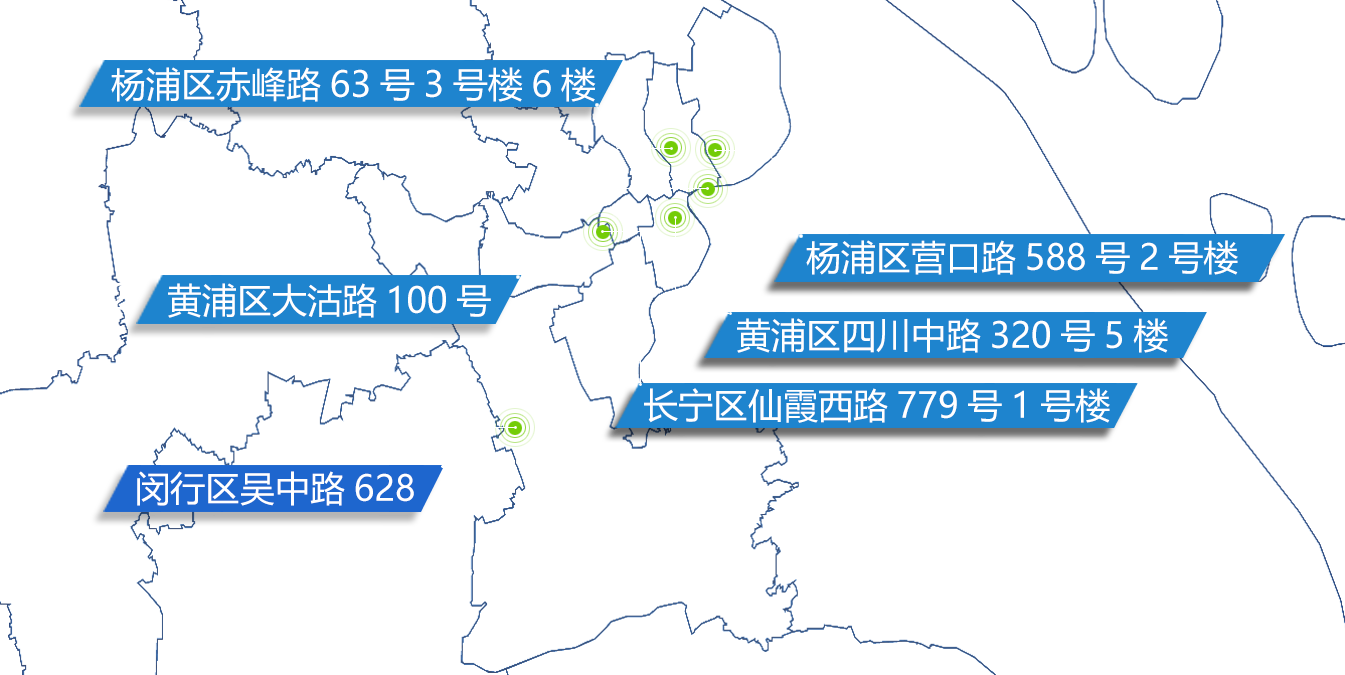 杨浦区赤峰路 63 号 3 号楼 6 楼
杨浦区营口路 588 号 2 号楼
黄浦区大沽路 100 号
黄浦区四川中路 320 号 5 楼
长宁区仙霞西路 779 号 1 号楼
闵行区吴中路 628